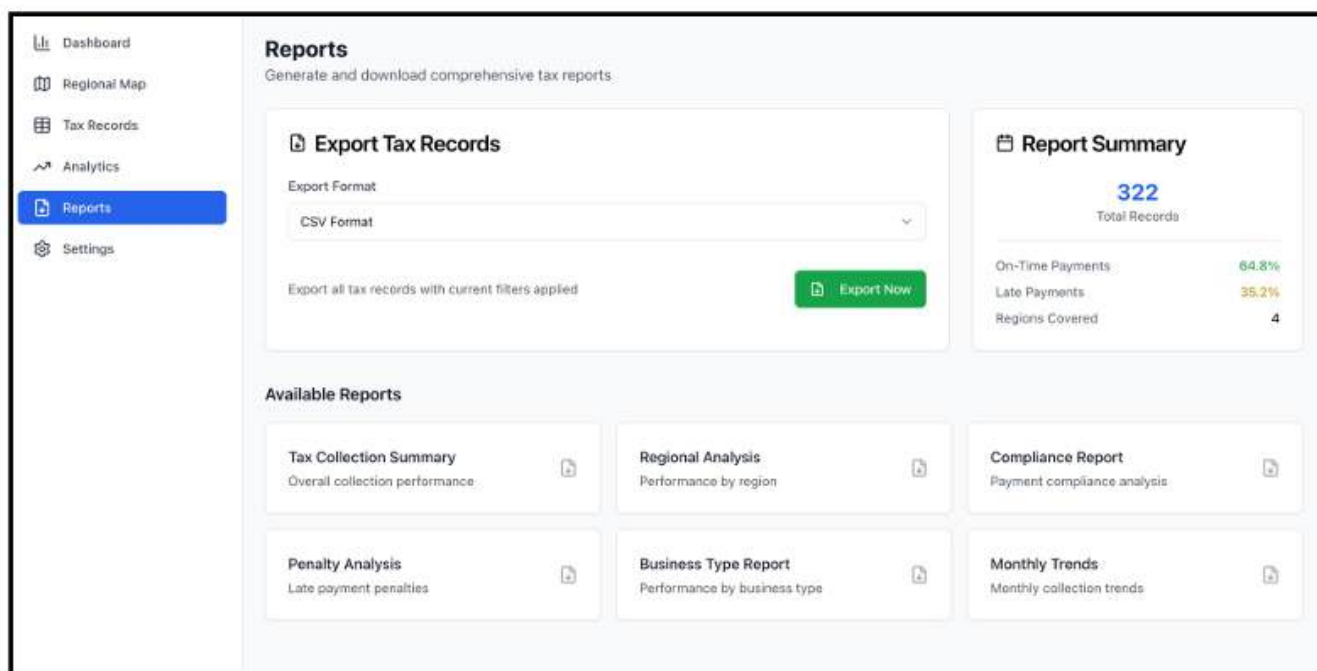 Dashboard
Regional Map
Tax Records
Analytics
Reports
Settings
Reports
Generate and download comprehensive tax reports
Export Tax Records
Export Format
CSV Format
Export all tax records with current filters applied
Export Now
Report Summary
322
Total Records
On-Time Payments 64.8%
Late Payments 35.2%
Regions Covered 4
Available Reports
Tax Collection Summary
Overall collection performance
Regional Analysis
Performance by region
Compliance Report
Payment compliance analysis
Penalty Analysis
Late payment penalties
Business Type Report
Performance by business type
Monthly Trends
Monthly collection trends